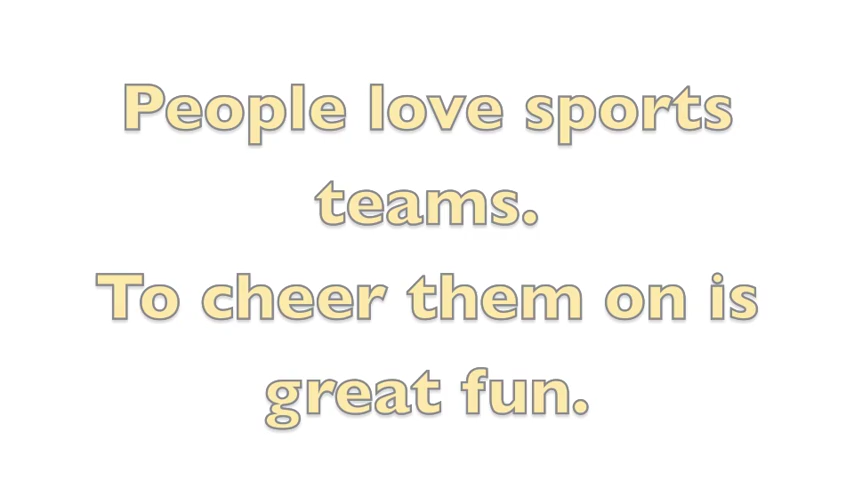 People love sports
teams.
To cheer them on is
great fun.